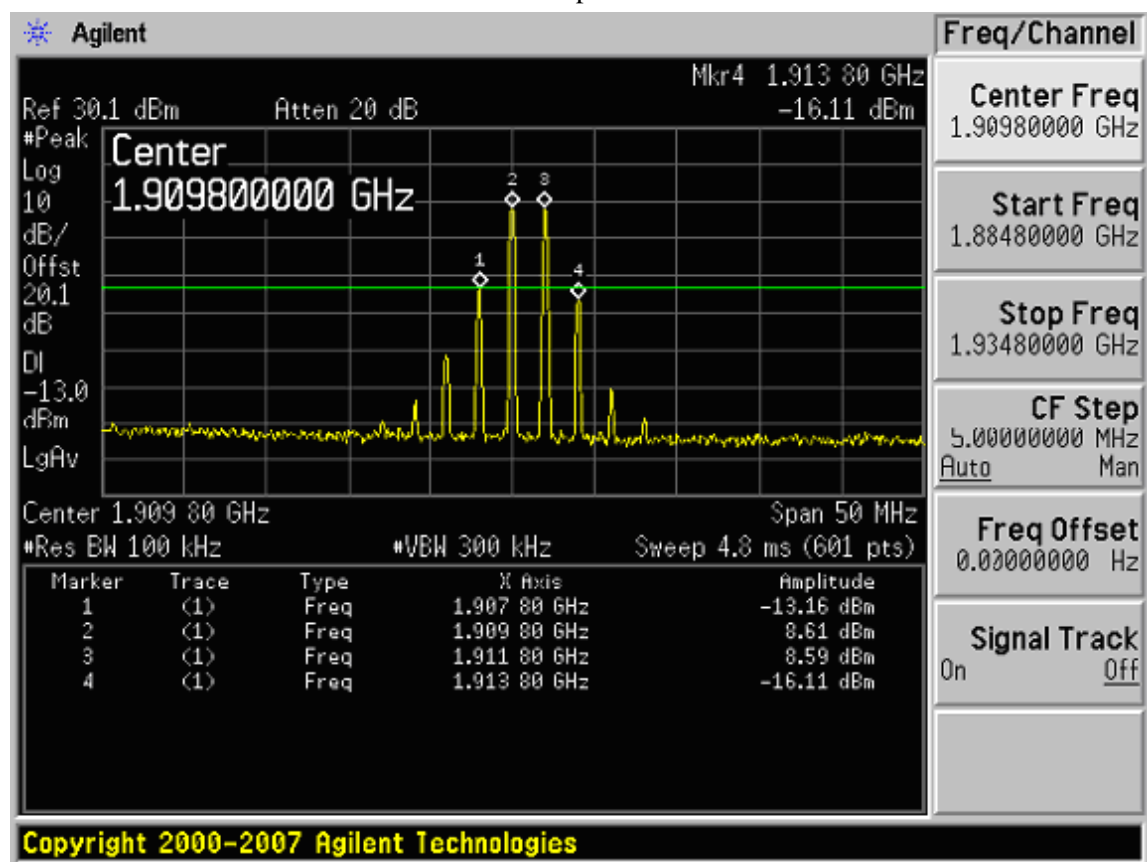 Agilent
Freq/Channel
Mkr4 1.913 80 GHz
Ref 30.1 dBm Atten 20 dB -16.11 dBm
#Peak
Log
10
dB/
Offst
20.1
dB
DI
-13.0
dBm
LgAv
Center
1.909800000 GHz
1
2
3
4
Center 1.909 80 GHz Span 50 MHz
#Res BW 100 kHz #VBW 300 kHz Sweep 4.8 ms (601 pts)
Marker Trace Type X Axis Amplitude
1 (1) Freq 1.907 80 GHz -13.16 dBm
2 (1) Freq 1.909 80 GHz 8.61 dBm
3 (1) Freq 1.911 80 GHz 8.59 dBm
4 (1) Freq 1.913 80 GHz -16.11 dBm
Center Freq
1.90980000 GHz
Start Freq
1.88480000 GHz
Stop Freq
1.93480000 GHz
CF Step
5.00000000 MHz
Auto Man
Freq Offset
0.00000000 Hz
Signal Track
On Off
Copyright 2000-2007 Agilent Technologies